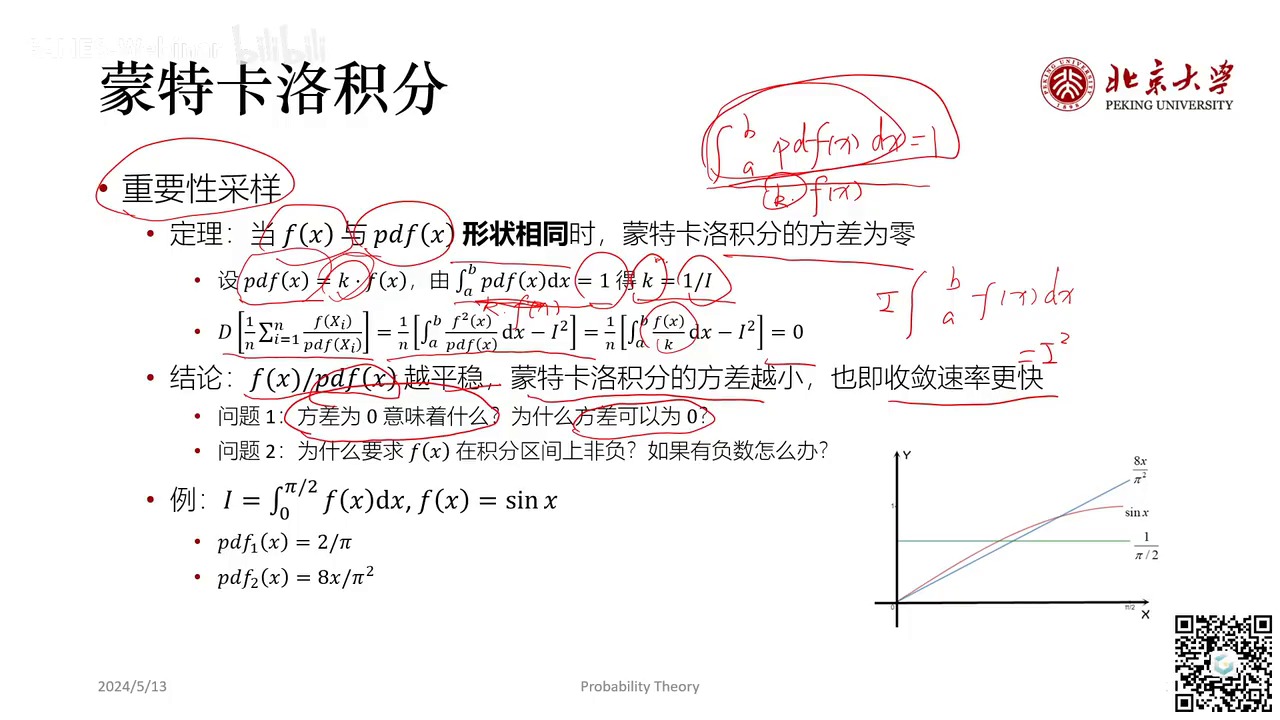 bilibili
蒙特卡洛积分
北京大学
PEKING UNIVERSITY
∫_a^b pdf(x) dx = 1
k· f(x)
• 重要性采样
• 定理：当 f(x) 与 pdf(x) 形状相同时，蒙特卡洛积分的方差为零
• 设 pdf(x) = k · f(x)，由 ∫_a^b pdf(x)dx = 1 得 k = 1/I
k· f(x)
I ∫_a^b f(x) dx
= I²
• D[1/n ∑_{i=1}^n f(X_i)/pdf(X_i)] = 1/n [∫_a^b f²(x)/pdf(x) dx − I²] = 1/n [∫_a^b f(x)/k dx − I²] = 0
• 结论：f(x)/pdf(x) 越平稳，蒙特卡洛积分的方差越小，也即收敛速率更快
• 问题 1：方差为 0 意味着什么？为什么方差可以为 0？
• 问题 2：为什么要求 f(x) 在积分区间上非负？如果有负数怎么办？
• 例：I = ∫_0^{π/2} f(x)dx, f(x) = sin x
• pdf₁(x) = 2/π
• pdf₂(x) = 8x/π²
Y
8x/π²
1
sin x
1/(π/2)
0
π/2
X
2024/5/13
Probability Theory